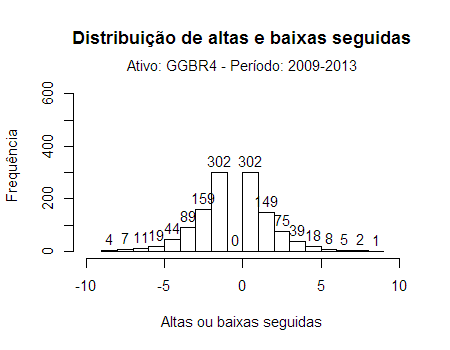 Distribuição de altas e baixas seguidas
Ativo: GGBR4 - Período: 2009-2013
Frequência
600
400
200
0
4 7 11 19 44 89 159 302 0 302 149 75 39 18 8 5 2 1
-10 -5 0 5 10
Altas ou baixas seguidas